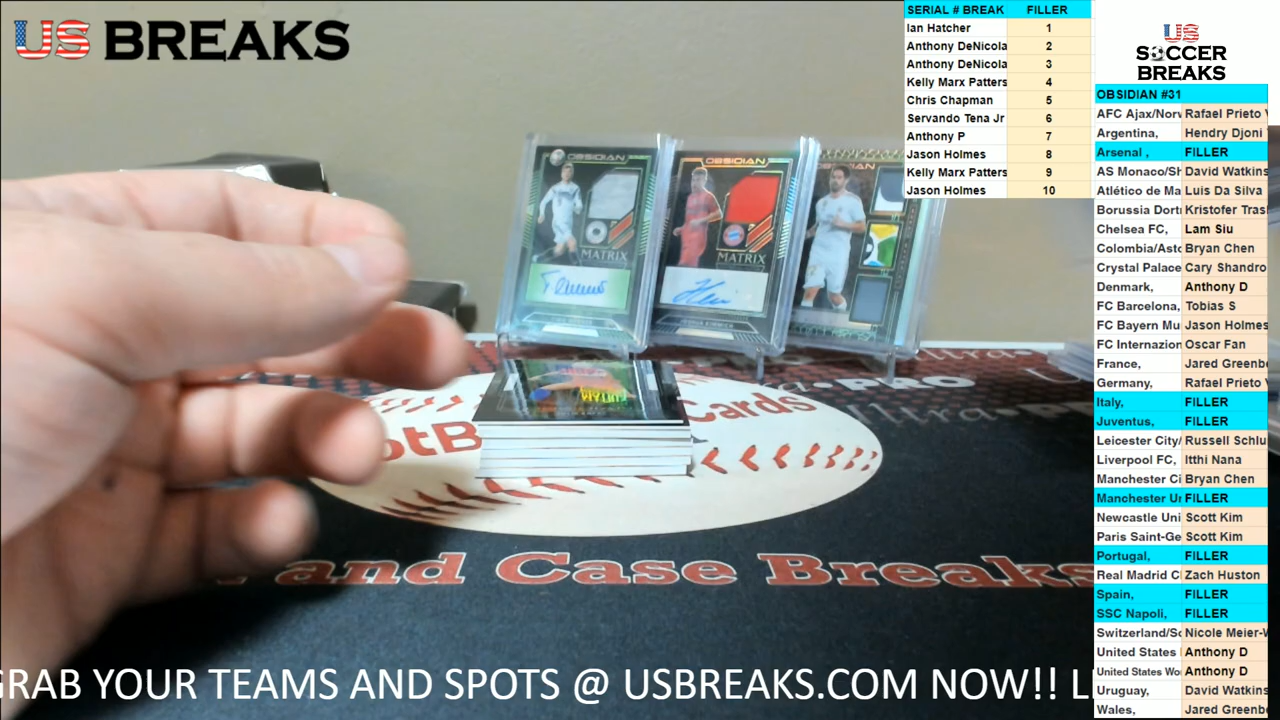 US BREAKS
SERIAL # BREAK FILLER
Ian Hatcher 1
Anthony DeNicola 2
Anthony DeNicola 3
Kelly Marx Patters 4
Chris Chapman 5
Servando Tena Jr 6
Anthony P 7
Jason Holmes 8
Kelly Marx Patters 9
Jason Holmes 10
US
SOCCER
BREAKS
OBSIDIAN #31
AFC Ajax/Norw Rafael Prieto V
Argentina, Hendry Djoni
Arsenal , FILLER
AS Monaco/Sh David Watkins
Atlético de Ma Luis Da Silva
Borussia Dort Kristofer Tras
Chelsea FC, Lam Siu
Colombia/Asto Bryan Chen
Crystal Palace Cary Shandro
Denmark, Anthony D
FC Barcelona, Tobias S
FC Bayern Mu Jason Holmes
FC Internazion Oscar Fan
France, Jared Greenbe
Germany, Rafael Prieto V
Italy, FILLER
Juventus, FILLER
Leicester City/ Russell Schlu
Liverpool FC, Itthi Nana
Manchester Ci Bryan Chen
Manchester Un FILLER
Newcastle Uni Scott Kim
Paris Saint-Ge Scott Kim
Portugal, FILLER
Real Madrid C Zach Huston
Spain, FILLER
SSC Napoli, FILLER
Switzerland/Sc Nicole Meier-W
United States Anthony D
United States Wo Anthony D
Uruguay, David Watkins
Wales, Jared Greenbe
OBSIDIAN
MATRIX
OBSIDIAN
MATRIX
OBSIDIAN
PRO
Cards
and Case Breaks
GRAB YOUR TEAMS AND SPOTS @ USBREAKS.COM NOW!! L